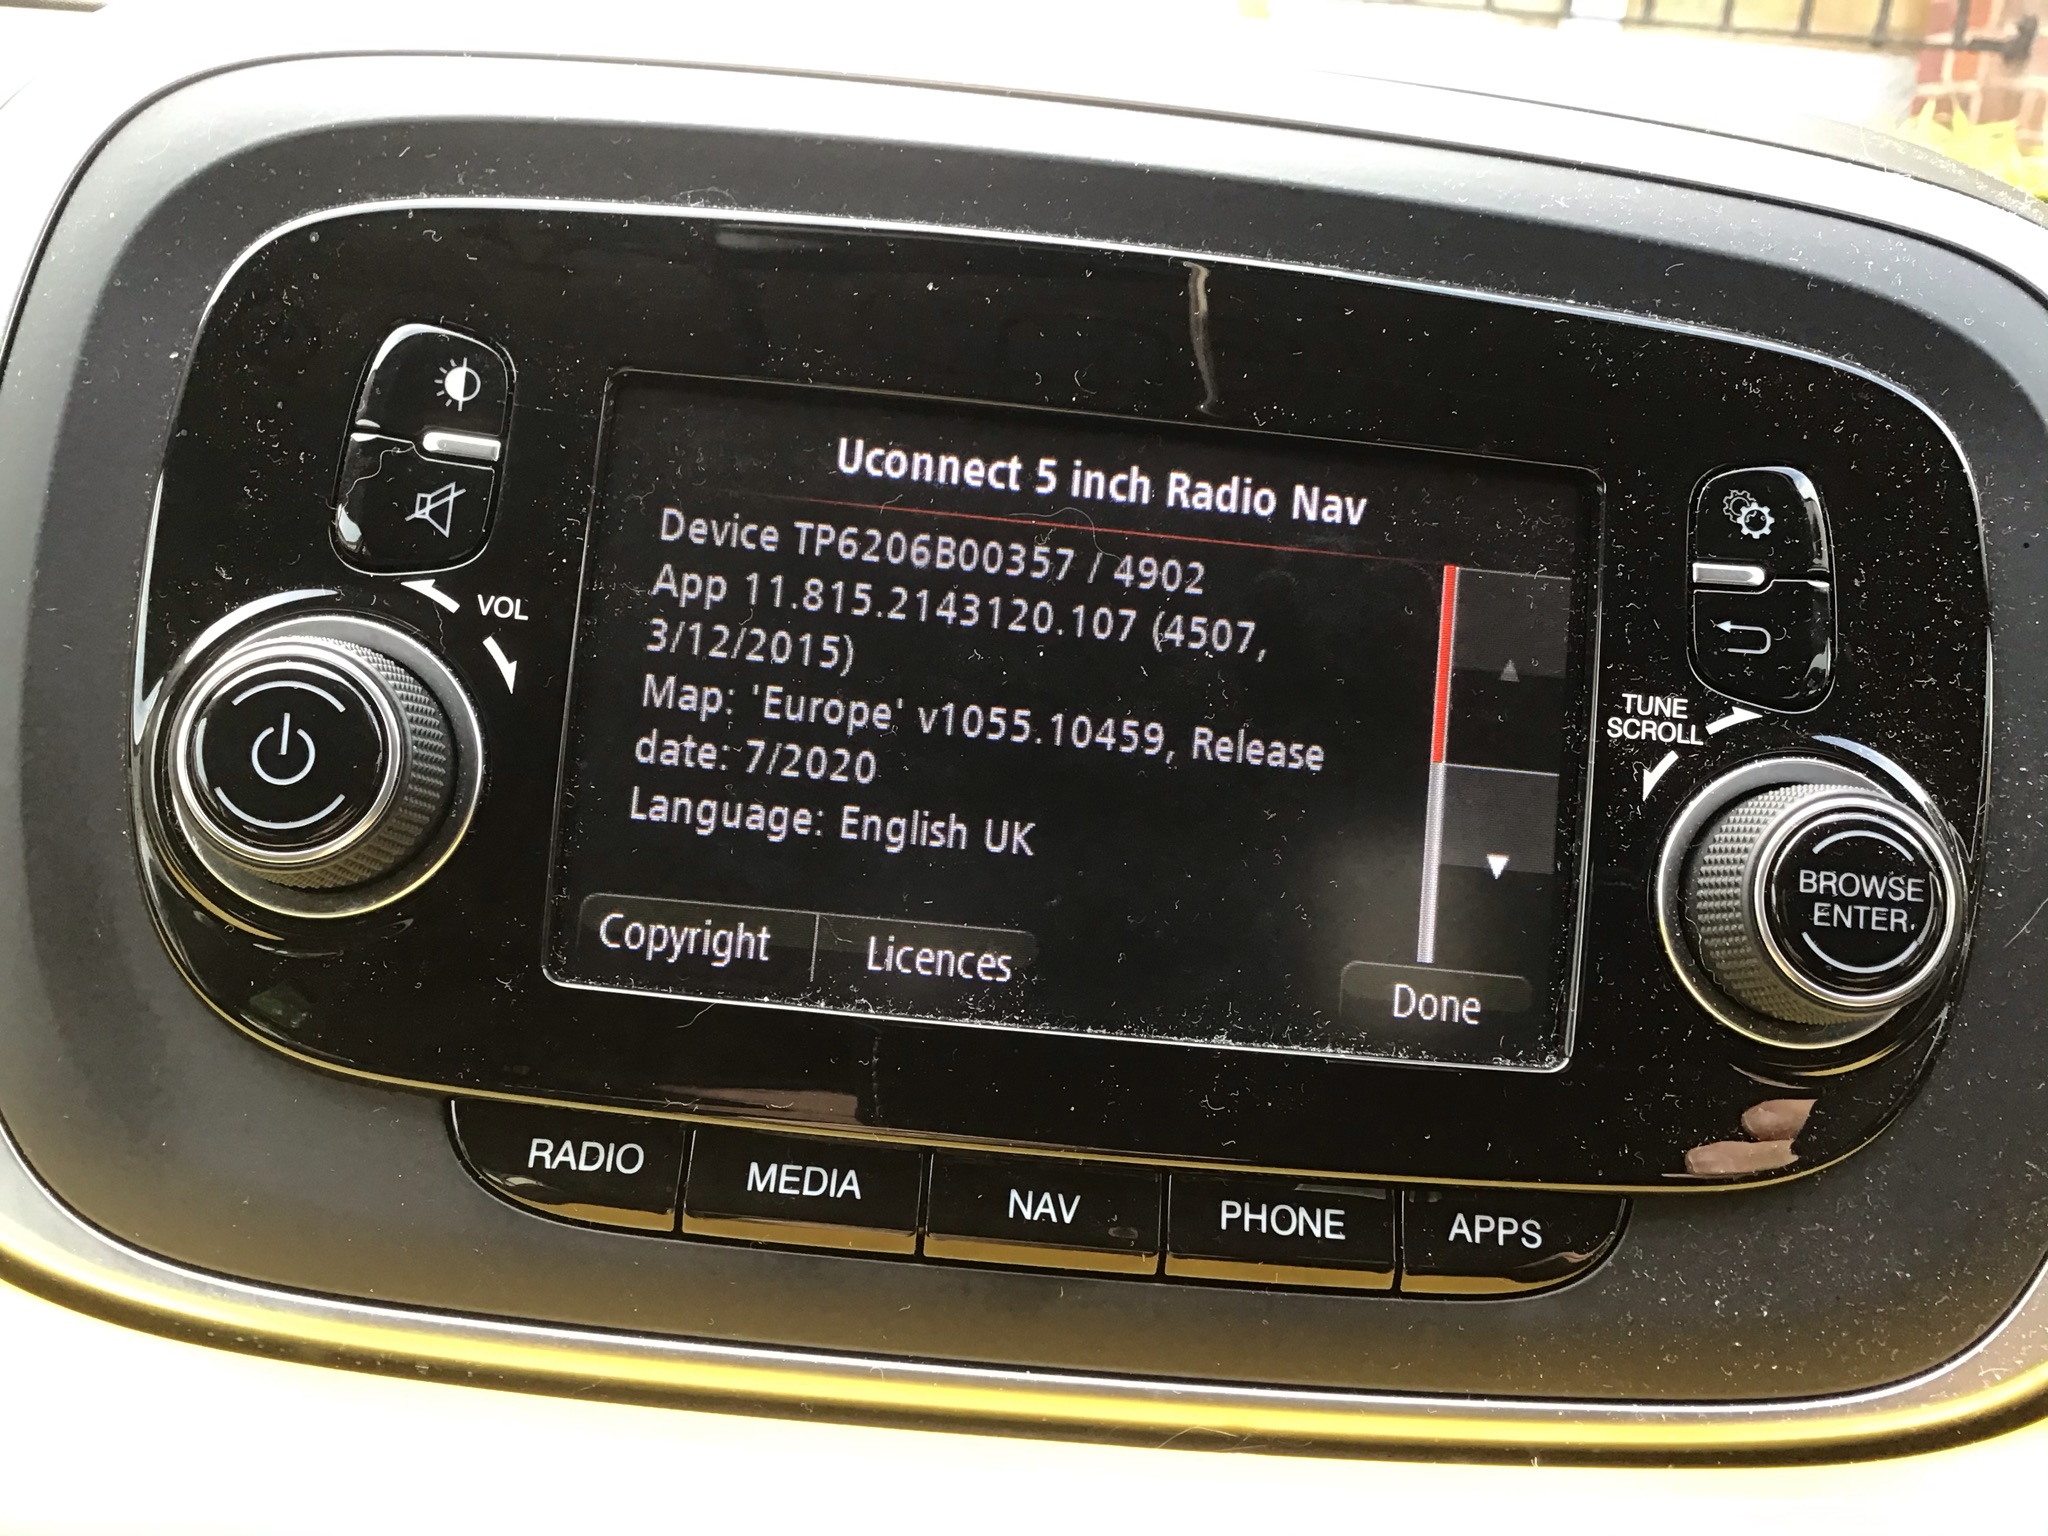 Uconnect 5 inch Radio Nav
Device TP6206B00357 / 4902
App 11.815.2143120.107 (4507,
3/12/2015)
Map: 'Europe' v1055.10459, Release
date: 7/2020
Language: English UK
Copyright
Licences
Done
VOL
TUNE
SCROLL
BROWSE
ENTER
RADIO
MEDIA
NAV
PHONE
APPS